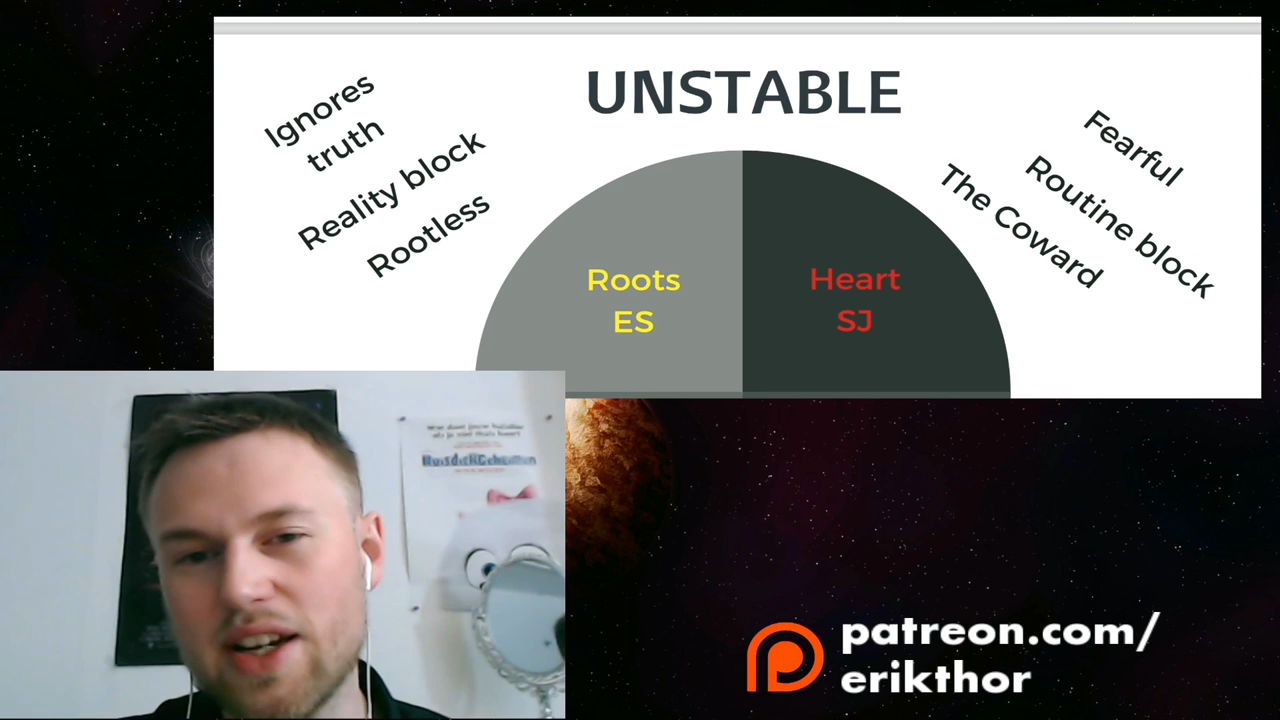 UNSTABLE
Ignores
truth
Reality block
Rootless
Fearful
Routine block
The Coward
Roots
ES
Heart
SJ
patreon.com/
erikthor